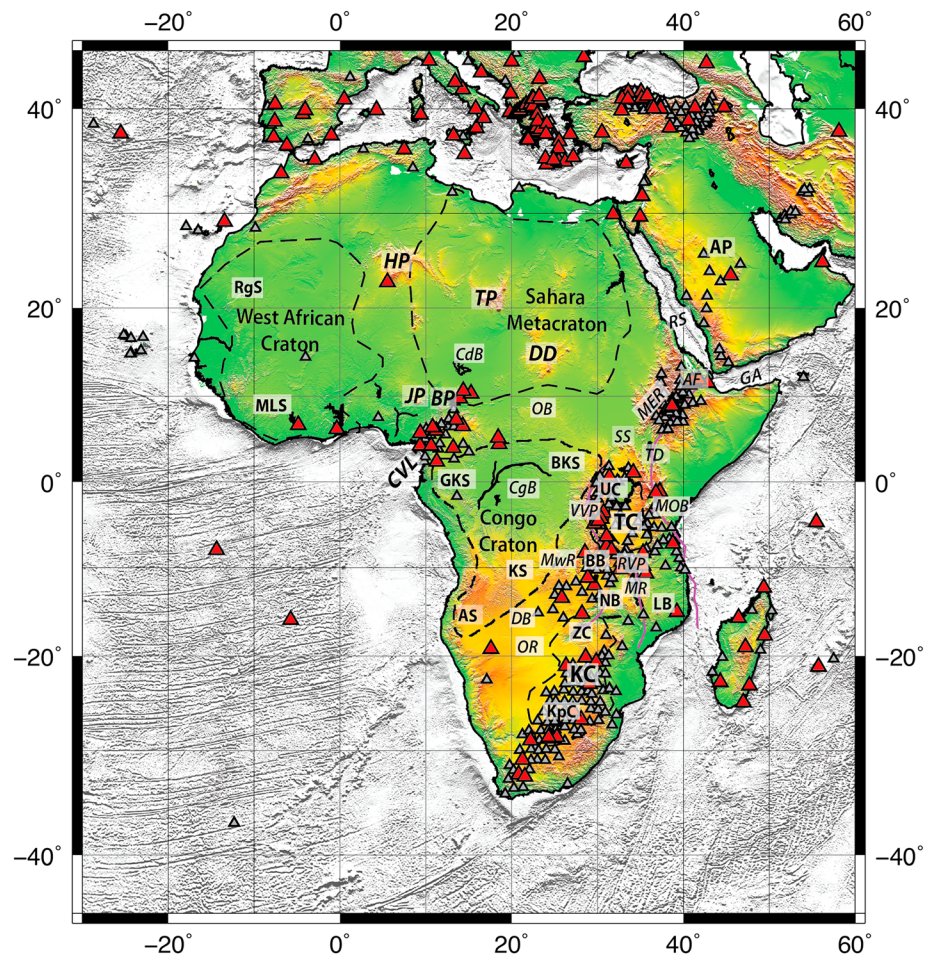 −20° 0° 20° 40° 60°
40° 40°
AP
HP
RgS
TP
Sahara
Metacraton
West African
Craton
20° 20°
RS
CdB
DD
AF
GA
JP
BP
MER
MLS
OB
SS
TD
CVL
BKS
GKS
CgB
UC
0° 0°
VVP
MOB
TC
Congo
Craton
MwR
BB
RVP
KS
MR
NB
LB
AS
DB
ZC
OR
−20° −20°
KC
KpC
−40° −40°
−20° 0° 20° 40° 60°